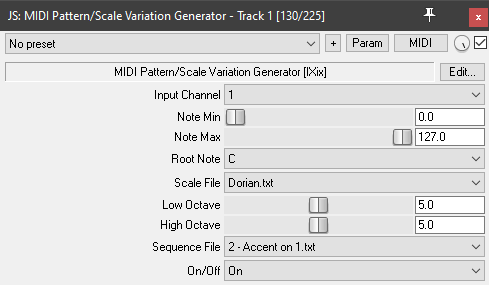 JS: MIDI Pattern/Scale Variation Generator - Track 1 [130/225]
No preset + Param MIDI
MIDI Pattern/Scale Variation Generator [IXix] Edit...
Input Channel 1
Note Min 0.0
Note Max 127.0
Root Note C
Scale File Dorian.txt
Low Octave 5.0
High Octave 5.0
Sequence File 2 - Accent on 1.txt
On/Off On